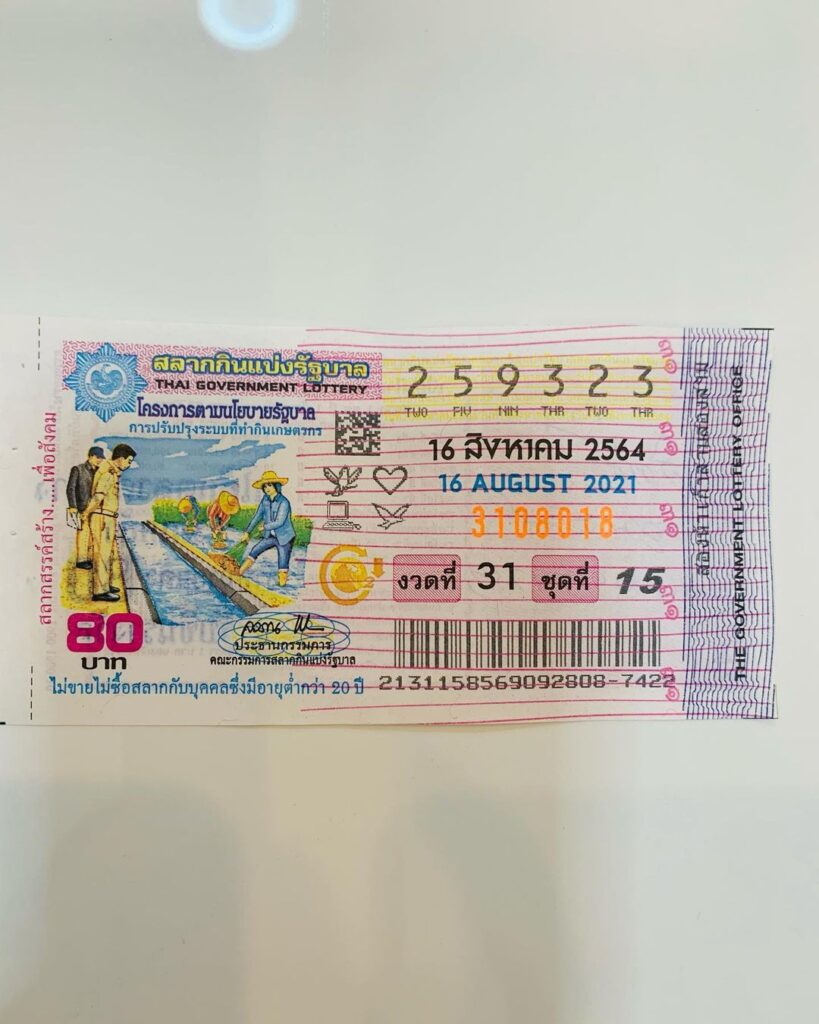 สลากกินแบ่งรัฐบาล
THAI GOVERNMENT LOTTERY
โครงการตามนโยบายรัฐบาล
การปรับปรุงระบบที่ทำกินเกษตรกร
สลากสรรค์สร้าง.....เพื่อสังคม
80
บาท
ประธานกรรมการ
คณะกรรมการสลากกินแบ่งรัฐบาล
ไม่ขายไม่ซื้อสลากกับบุคคลซึ่งมีอายุต่ำกว่า 20 ปี
2 5 9 3 2 3
TWO FIV NIN THR TWO THR
16 สิงหาคม 2564
16 AUGUST 2021
3108018
งวดที่ 31 ชุดที่ 15
2131158569092808-7422
๓๑
๓๑
๓๑
๓๑
๓๑
THE GOVERNMENT LOTTERY OFFICE